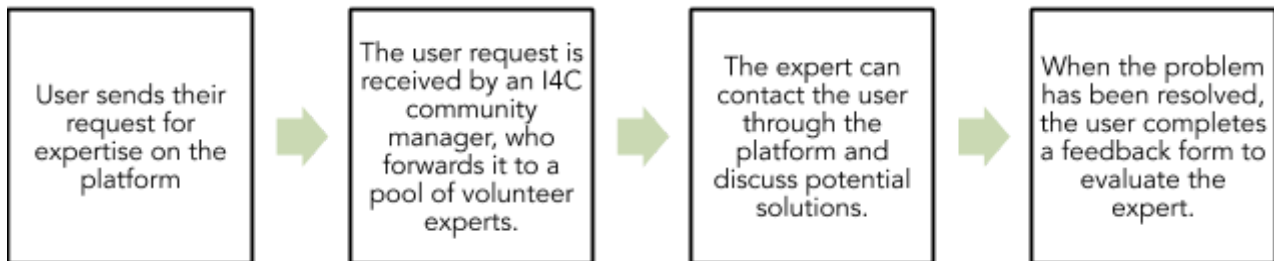 User sends their
request for
expertise on the
platform
The user request is
received by an I4C
community
manager, who
forwards it to a
pool of volunteer
experts.
The expert can
contact the user
through the
platform and
discuss potential
solutions.
When the problem
has been resolved,
the user completes
a feedback form to
evaluate the
expert.